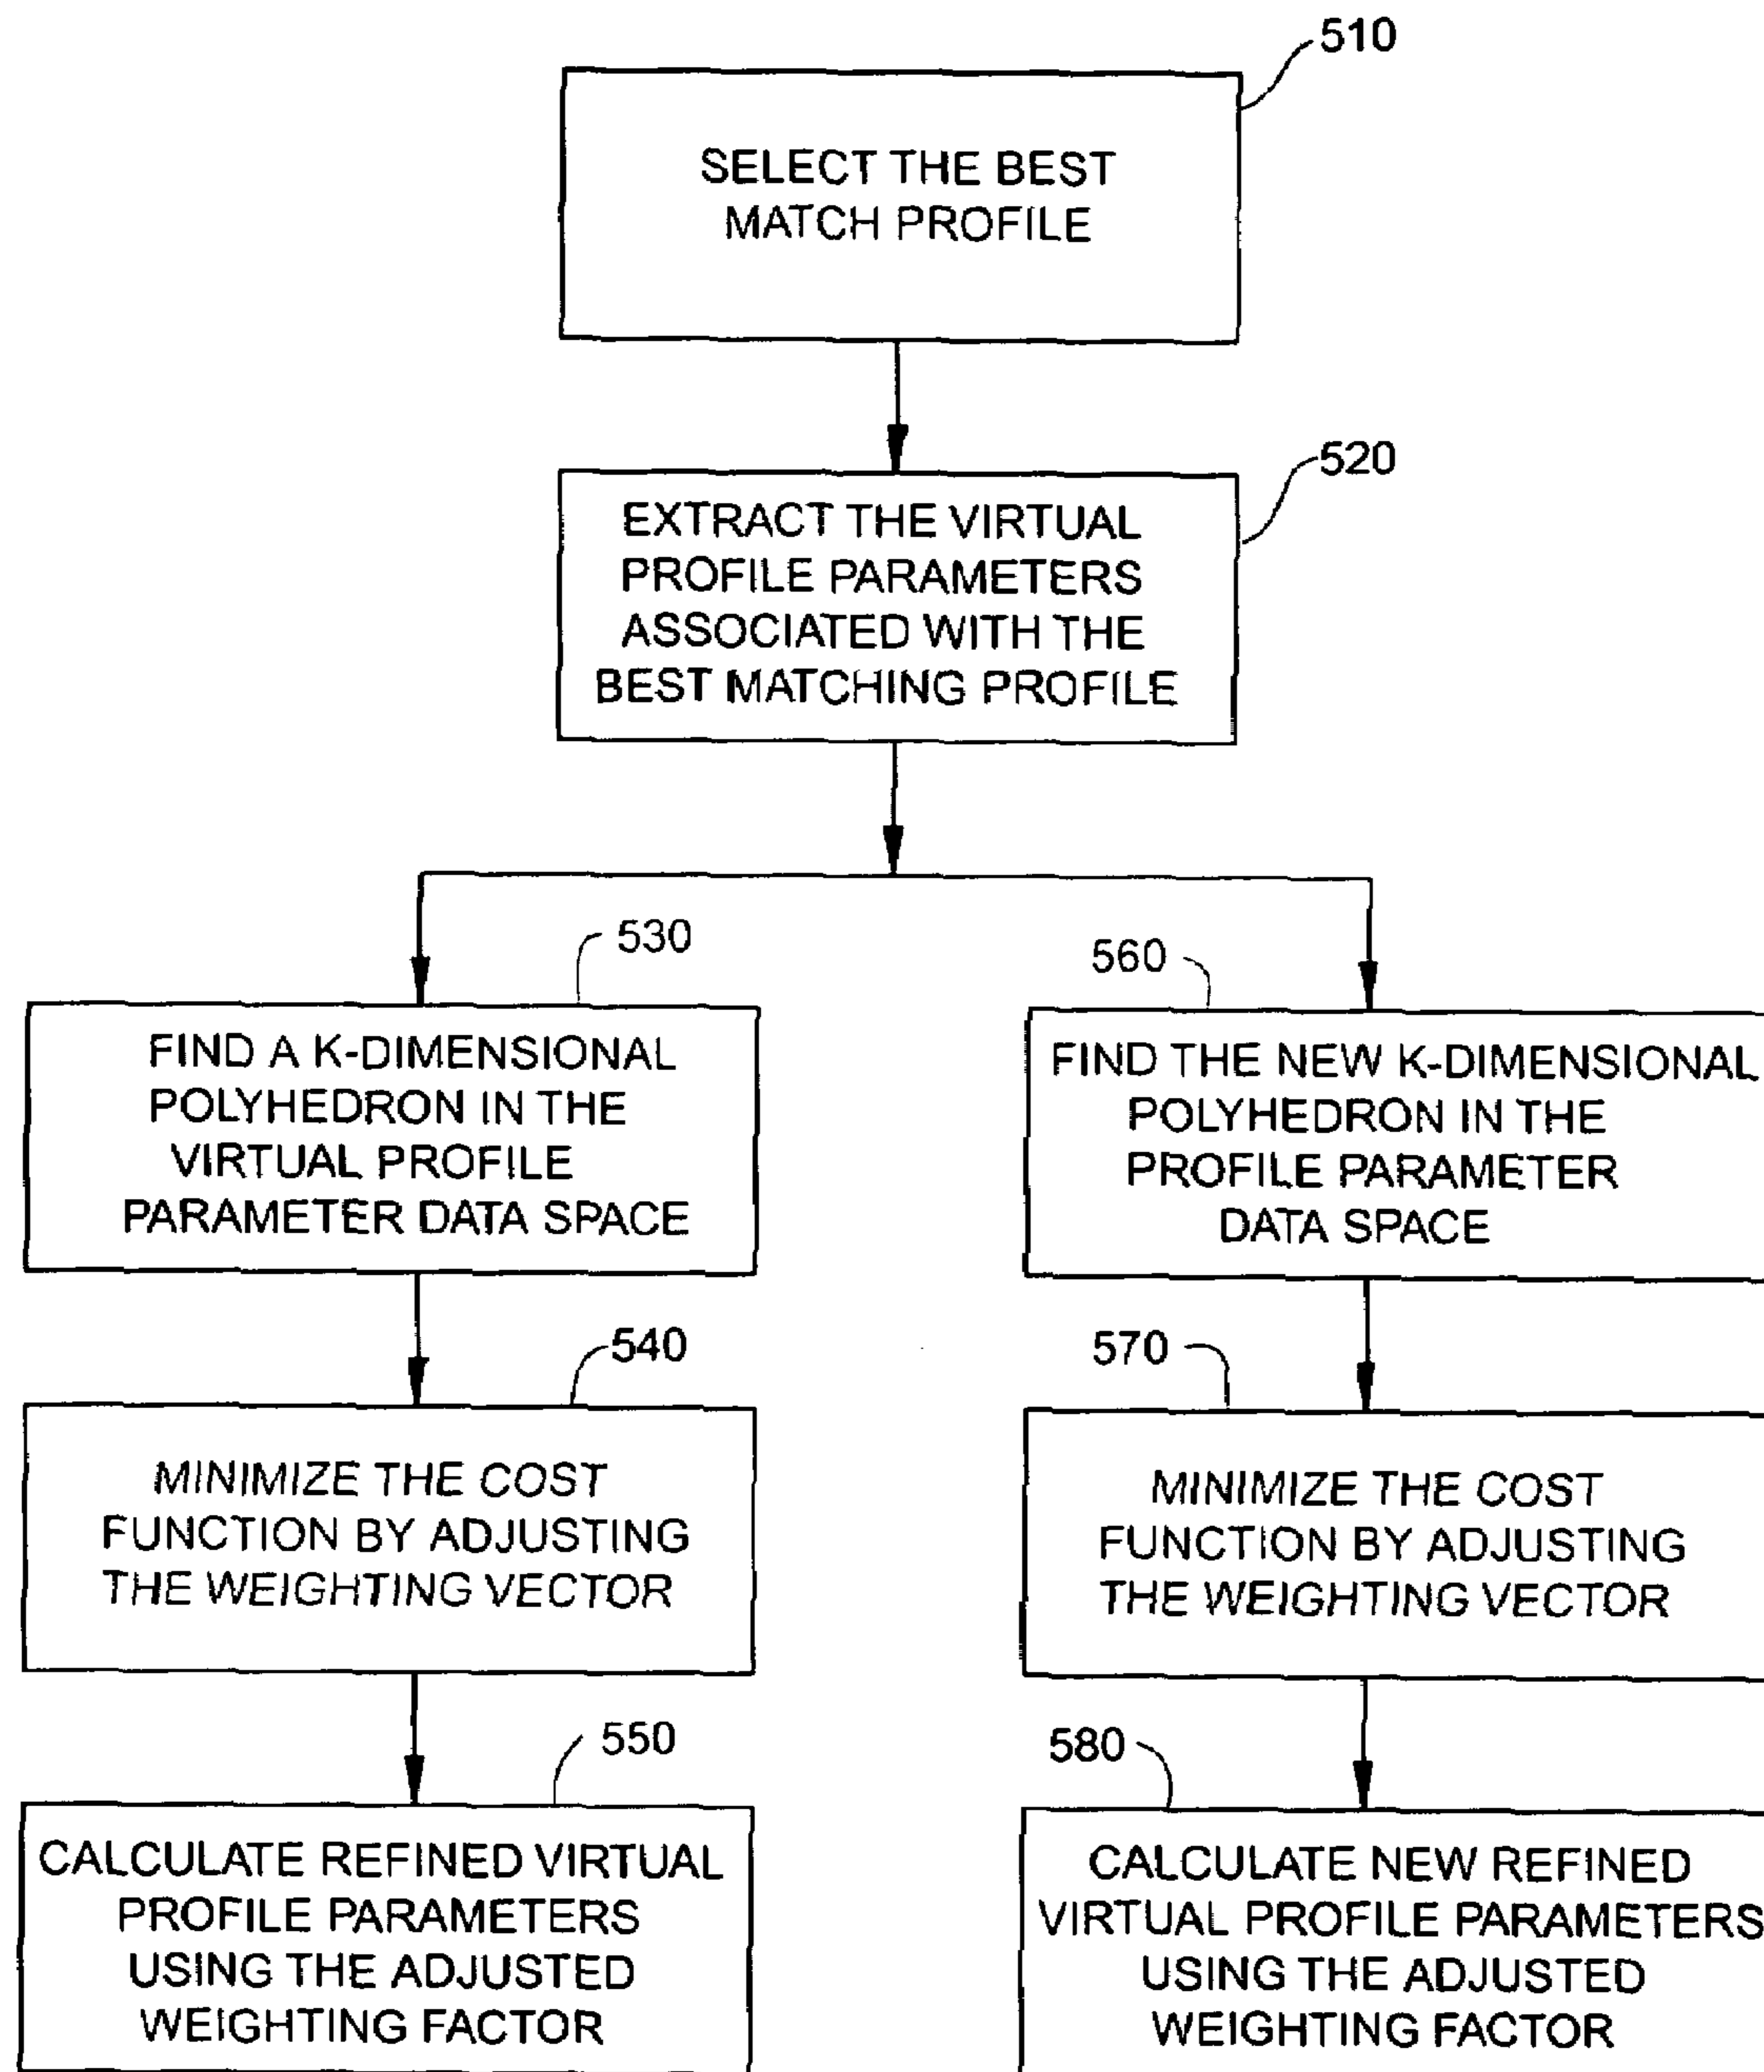 510
SELECT THE BEST
MATCH PROFILE
520
EXTRACT THE VIRTUAL
PROFILE PARAMETERS
ASSOCIATED WITH THE
BEST MATCHING PROFILE
530
FIND A K-DIMENSIONAL
POLYHEDRON IN THE
VIRTUAL PROFILE
PARAMETER DATA SPACE
560
FIND THE NEW K-DIMENSIONAL
POLYHEDRON IN THE
PROFILE PARAMETER
DATA SPACE
540
MINIMIZE THE COST
FUNCTION BY ADJUSTING
THE WEIGHTING VECTOR
570
MINIMIZE THE COST
FUNCTION BY ADJUSTING
THE WEIGHTING VECTOR
550
CALCULATE REFINED VIRTUAL
PROFILE PARAMETERS
USING THE ADJUSTED
WEIGHTING FACTOR
580
CALCULATE NEW REFINED
VIRTUAL PROFILE PARAMETERS
USING THE ADJUSTED
WEIGHTING FACTOR